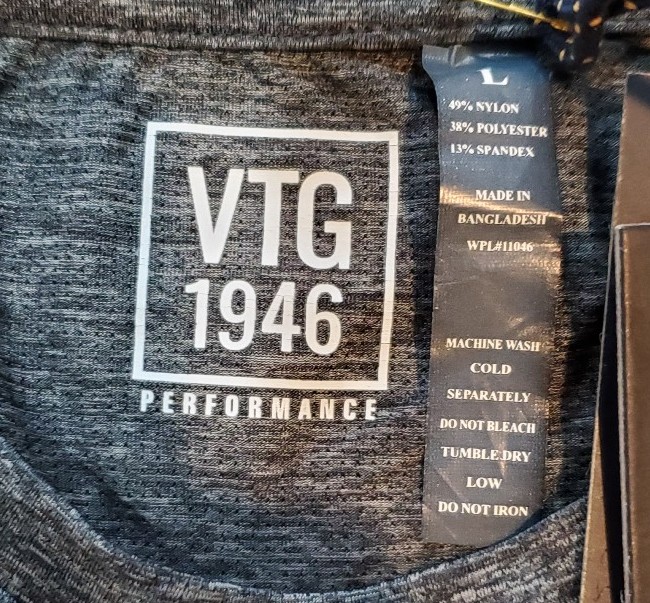 VTG
1946
PERFORMANCE
L
49% NYLON
38% POLYESTER
13% SPANDEX
MADE IN
BANGLADESH
WPL#11046
MACHINE WASH
COLD
SEPARATELY
DO NOT BLEACH
TUMBLE DRY
LOW
DO NOT IRON